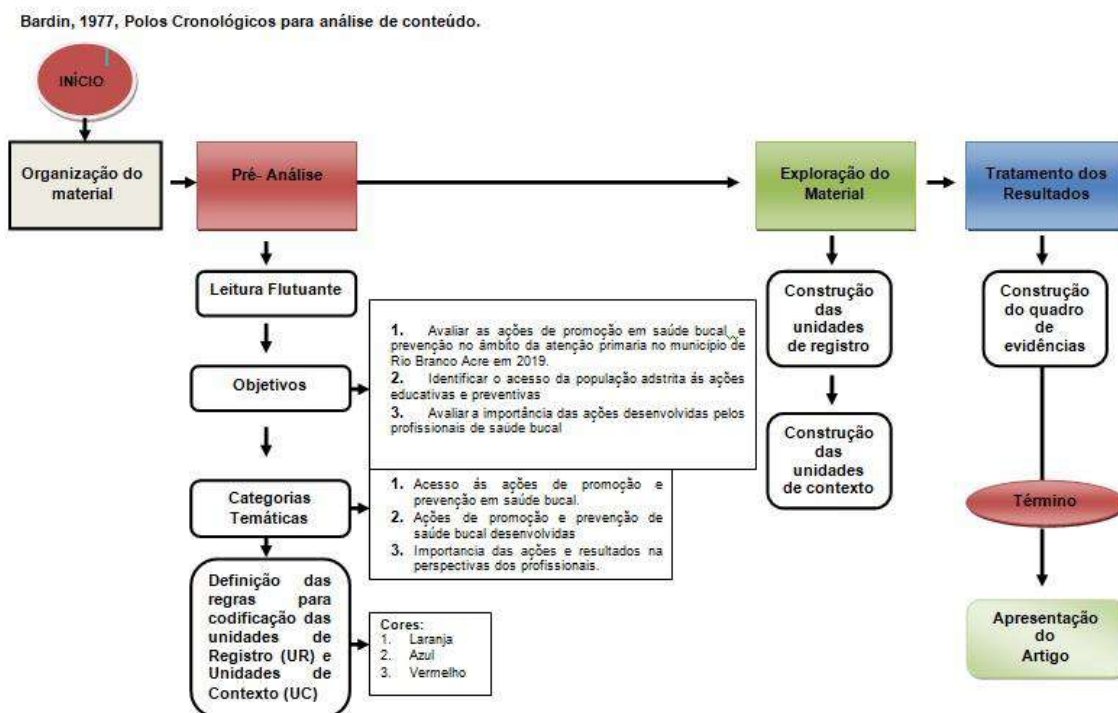 Bardin, 1977, Polos Cronológicos para análise de conteúdo.
INÍCIO
Organização do
material
Pré- Análise
Exploração do
Material
Tratamento dos
Resultados
Leitura Flutuante
Objetivos
1. Avaliar as ações de promoção em saúde bucal e
prevenção no âmbito da atenção primaria no município de
Rio Branco Acre em 2019.
2. Identificar o acesso da população adstrita ás ações
educativas e preventivas
3. Avaliar a importância das ações desenvolvidas pelos
profissionais de saúde bucal
Categorias
Temáticas
1. Acesso ás ações de promoção e
prevenção em saúde bucal.
2. Ações de promoção e prevenção de
saúde bucal desenvolvidas
3. Importancia das ações e resultados na
perspectivas dos profissionais.
Definição das
regras para
codificação das
unidades de
Registro (UR) e
Unidades de
Contexto (UC)
Cores:
1. Laranja
2. Azul
3. Vermelho
Construção
das
unidades
de registro
Construção
das
unidades
de contexto
Construção
do quadro
de
evidências
Término
Apresentação
do
Artigo